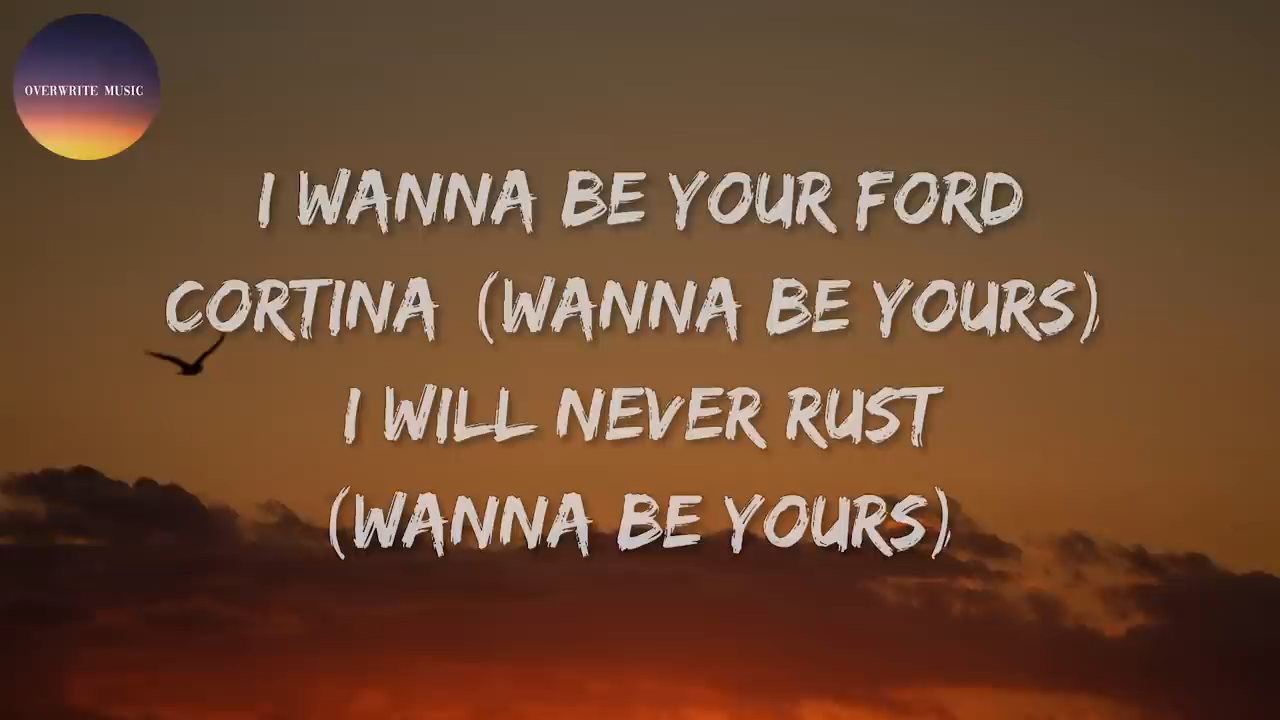 OVERWRITE MUSIC
I WANNA BE YOUR FORD
CORTINA (WANNA BE YOURS)
I WILL NEVER RUST
(WANNA BE YOURS)